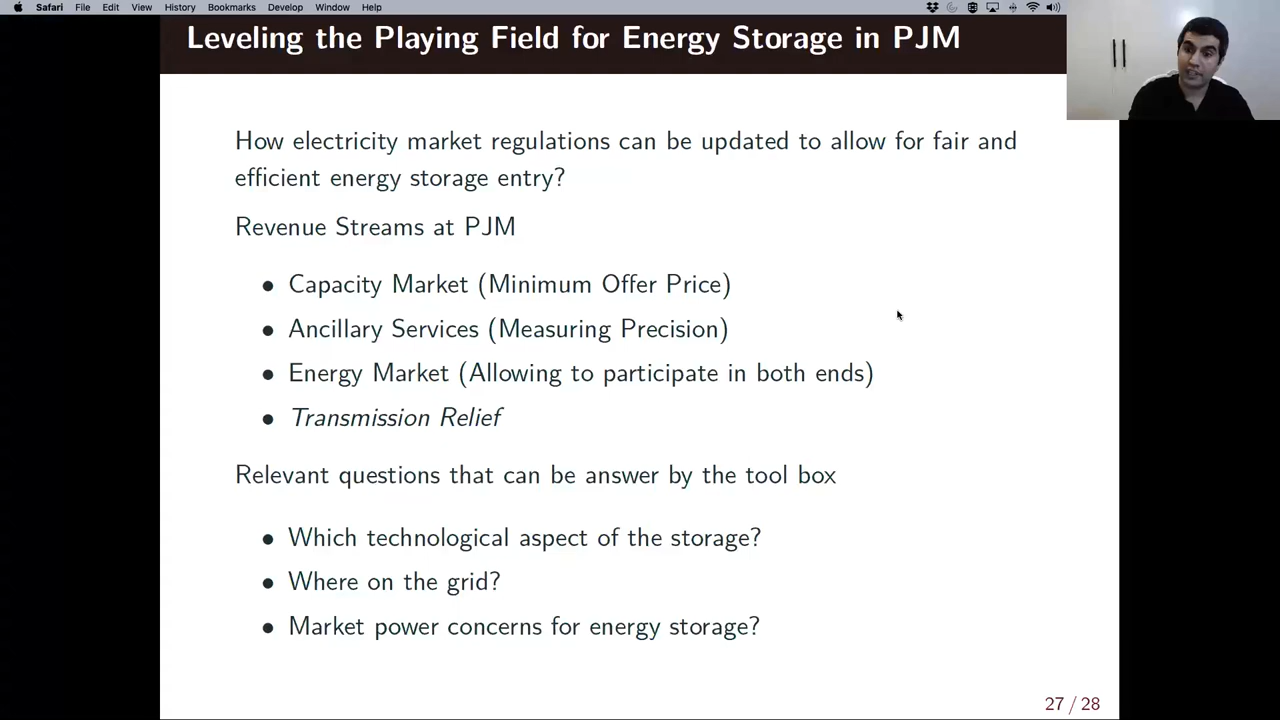 Safari File Edit View History Bookmarks Develop Window Help
Leveling the Playing Field for Energy Storage in PJM
How electricity market regulations can be updated to allow for fair and
efficient energy storage entry?
Revenue Streams at PJM
• Capacity Market (Minimum Offer Price)
• Ancillary Services (Measuring Precision)
• Energy Market (Allowing to participate in both ends)
• Transmission Relief
Relevant questions that can be answer by the tool box
• Which technological aspect of the storage?
• Where on the grid?
• Market power concerns for energy storage?
27 / 28